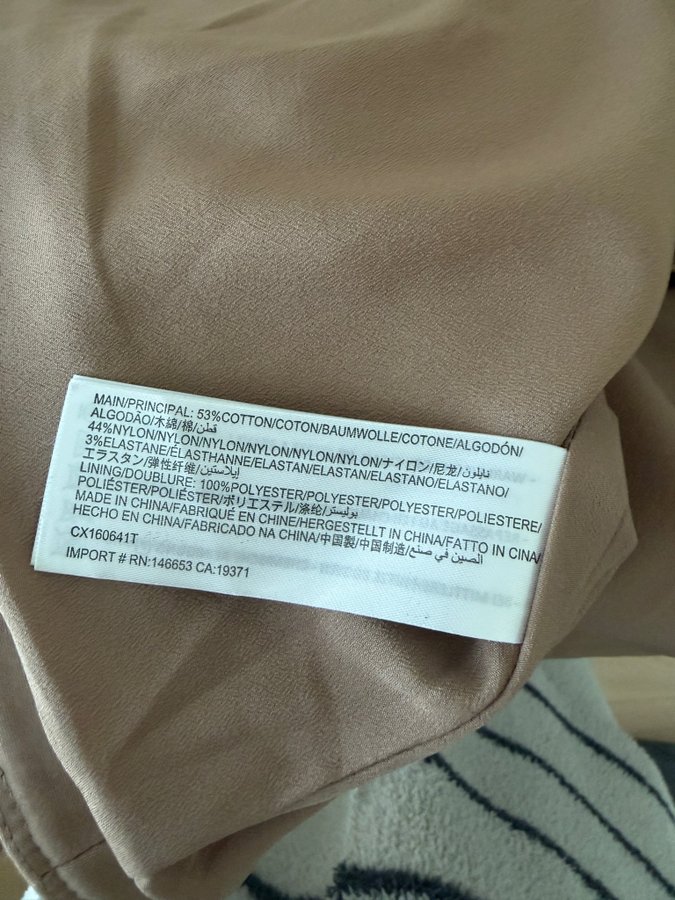 MAIN/PRINCIPAL: 53%COTTON/COTON/BAUMWOLLE/COTONE/ALGODÓN/
ALGODÃO/木綿/棉/قطن
44%NYLON/NYLON/NYLON/NYLON/NYLON/NYLON/ナイロン/尼龙/نايلون
3%ELASTANE/ÉLASTHANNE/ELASTAN/ELASTAN/ELASTANO/ELASTANO/
エラスタン/弹性纤维/إيلاستين
LINING/DOUBLURE: 100%POLYESTER/POLYESTER/POLYESTER/POLIESTERE/
POLIÉSTER/POLIÉSTER/ポリエステル/涤纶/بوليستر
MADE IN CHINA/FABRIQUÉ EN CHINE/HERGESTELLT IN CHINA/FATTO IN CINA/
HECHO EN CHINA/FABRICADO NA CHINA/中国製/中国制造/الصين في صنع
CX160641T
IMPORT # RN:146653 CA:19371